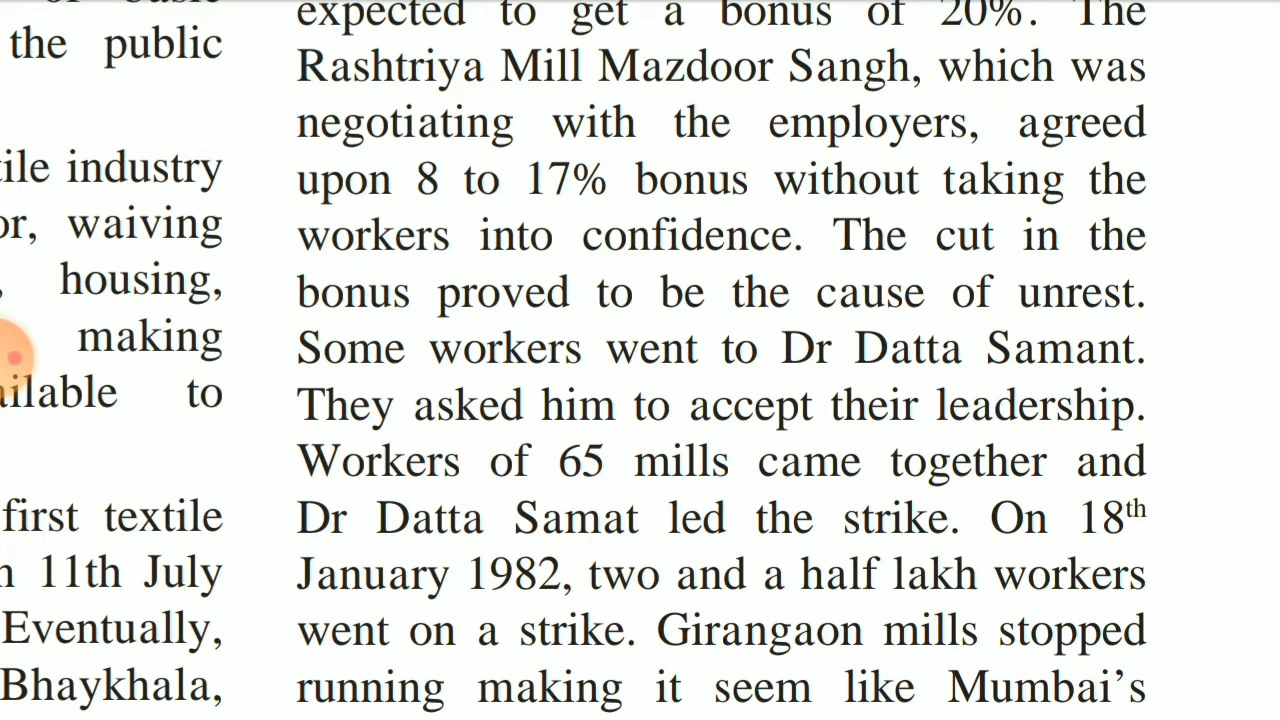 the public
tile industry
or, waiving
housing,
making
ailable to
first textile
11th July
Eventually,
Bhaykhala,
expected to get a bonus of 20%. The
Rashtriya Mill Mazdoor Sangh, which was
negotiating with the employers, agreed
upon 8 to 17% bonus without taking the
workers into confidence. The cut in the
bonus proved to be the cause of unrest.
Some workers went to Dr Datta Samant.
They asked him to accept their leadership.
Workers of 65 mills came together and
Dr Datta Samat led the strike. On 18th
January 1982, two and a half lakh workers
went on a strike. Girangaon mills stopped
running making it seem like Mumbai's